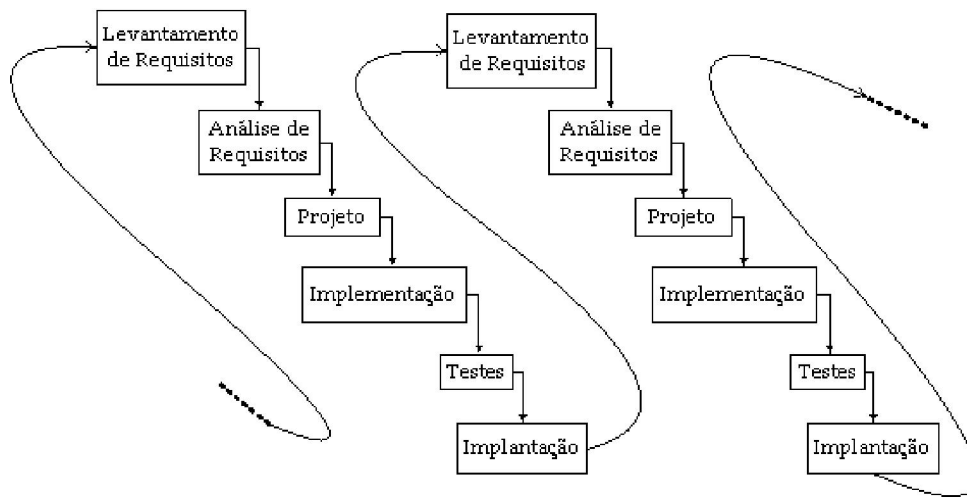 Levantamento
de Requisitos
Análise de
Requisitos
Projeto
Implementação
Testes
Implantação
Levantamento
de Requisitos
Análise de
Requisitos
Projeto
Implementação
Testes
Implantação